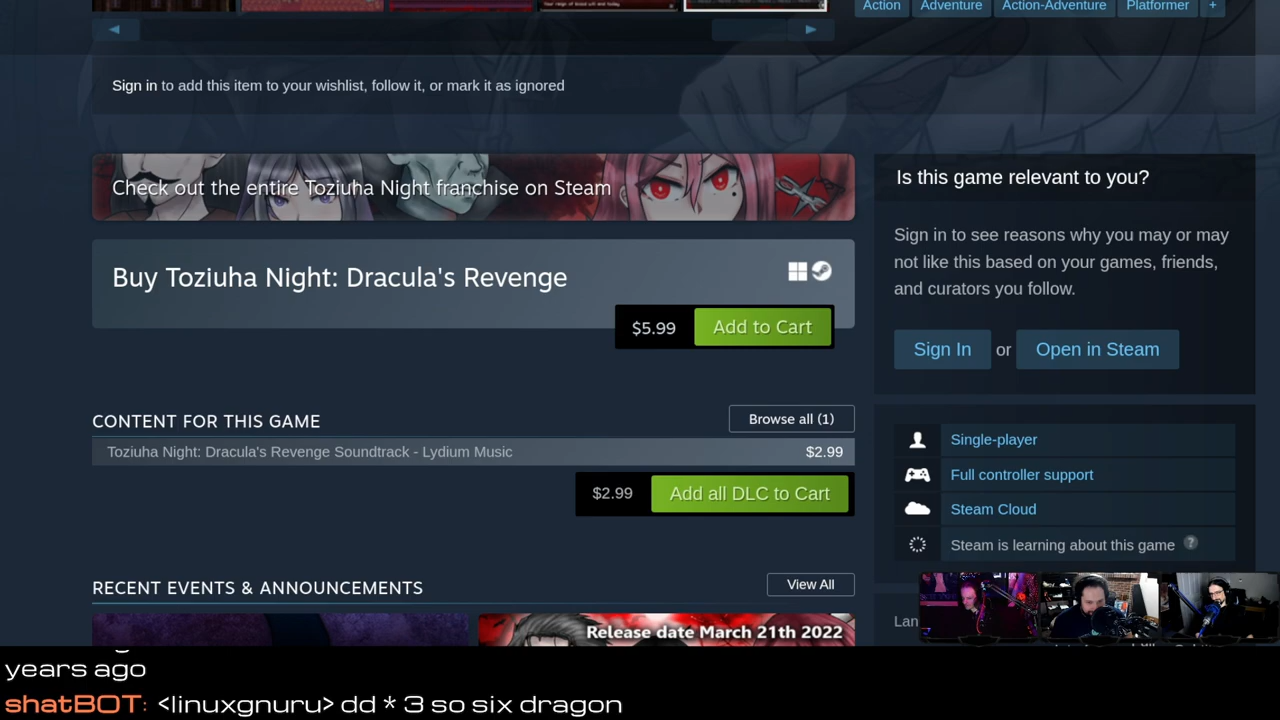 Action Adventure Action-Adventure Platformer +
Sign in to add this item to your wishlist, follow it, or mark it as ignored
Check out the entire Toziuha Night franchise on Steam
Is this game relevant to you?
Sign in to see reasons why you may or may
not like this based on your games, friends,
and curators you follow.
Sign In or Open in Steam
Buy Toziuha Night: Dracula's Revenge
$5.99 Add to Cart
CONTENT FOR THIS GAME Browse all (1)
Toziuha Night: Dracula's Revenge Soundtrack - Lydium Music $2.99
$2.99 Add all DLC to Cart
Single-player
Full controller support
Steam Cloud
Steam is learning about this game ?
RECENT EVENTS & ANNOUNCEMENTS View All
Release date March 21th 2022
Lan
years ago
shatBOT: <linuxgnuru> dd * 3 so six dragon